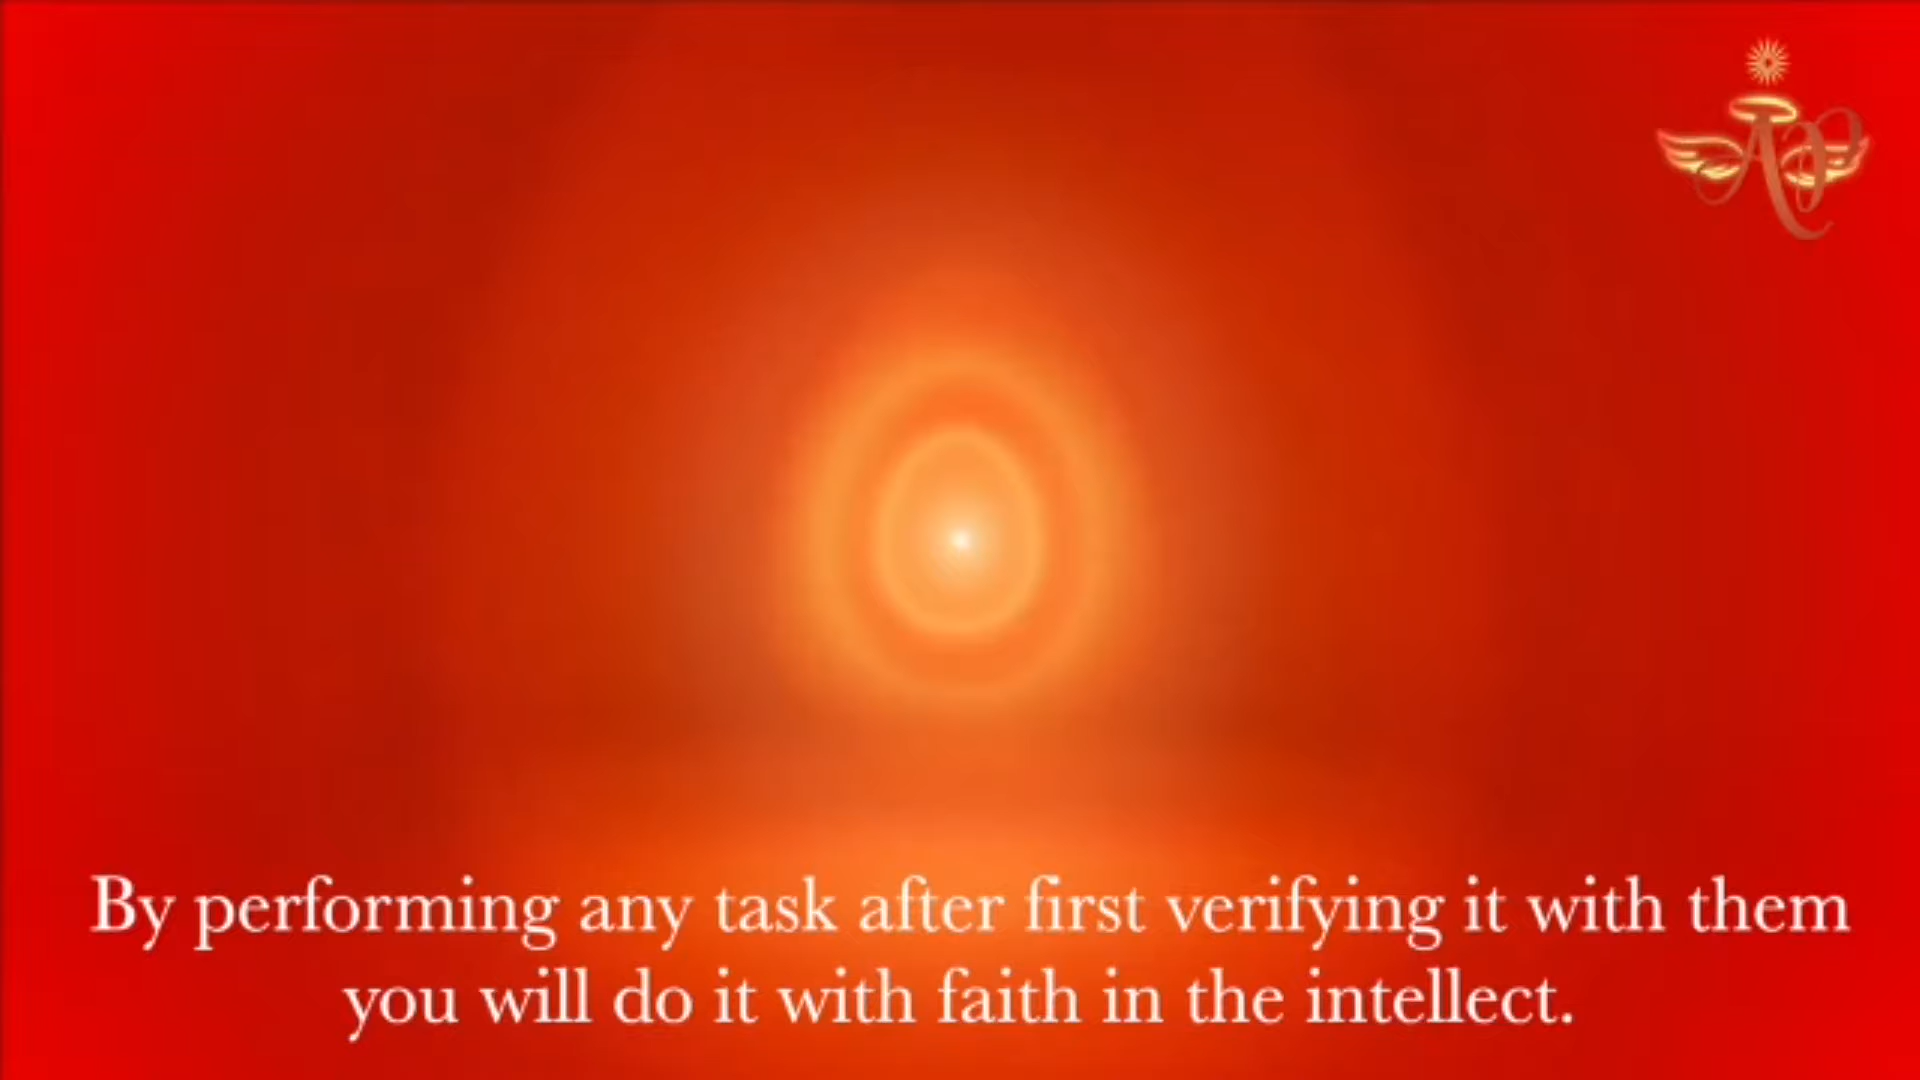 By performing any task after first verifying it with them
you will do it with faith in the intellect.